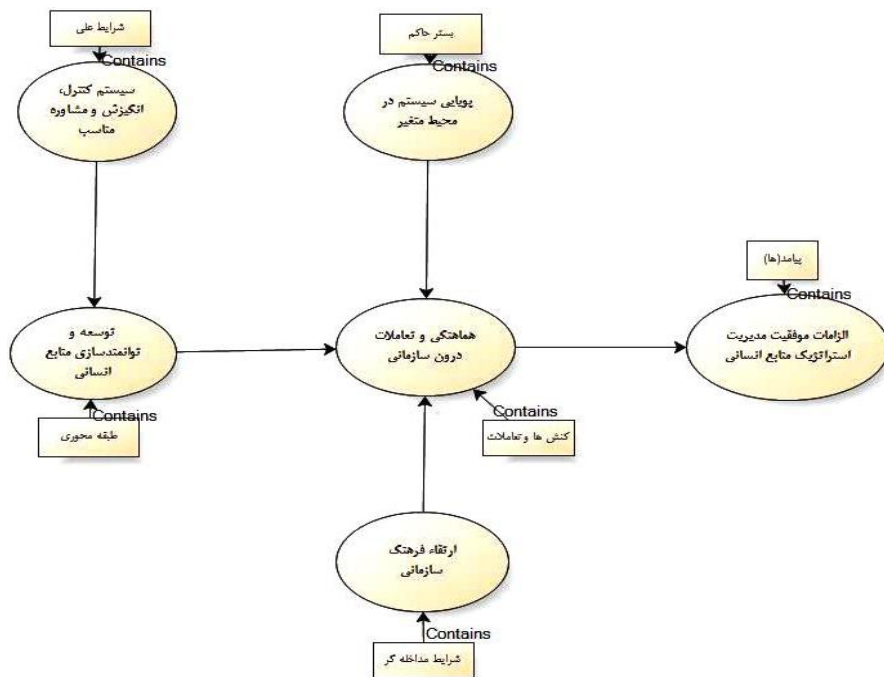 شرایط علی
Contains
سیستم کنترل،
انگیزش و مشاوره
مناسب
بستر حاکم
Contains
پویایی سیستم در
محیط متغیر
پیامد(ها)
Contains
الزامات موفقیت مدیریت
استراتژیک منابع انسانی
هماهنگی و تعاملات
درون سازمانی
Contains
کنش ها و تعاملات
توسعه و
توانمندسازی منابع
انسانی
Contains
طبقه محوری
ارتقاء فرهنگ
سازمانی
Contains
شرایط مداخله گر